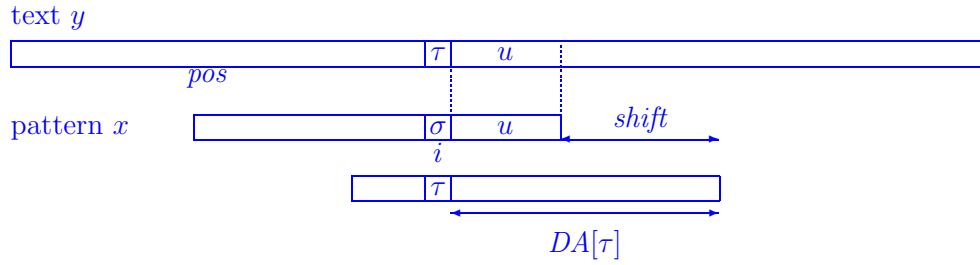 text y
τ u
pos
pattern x σ u shift
i
τ
DA[τ]